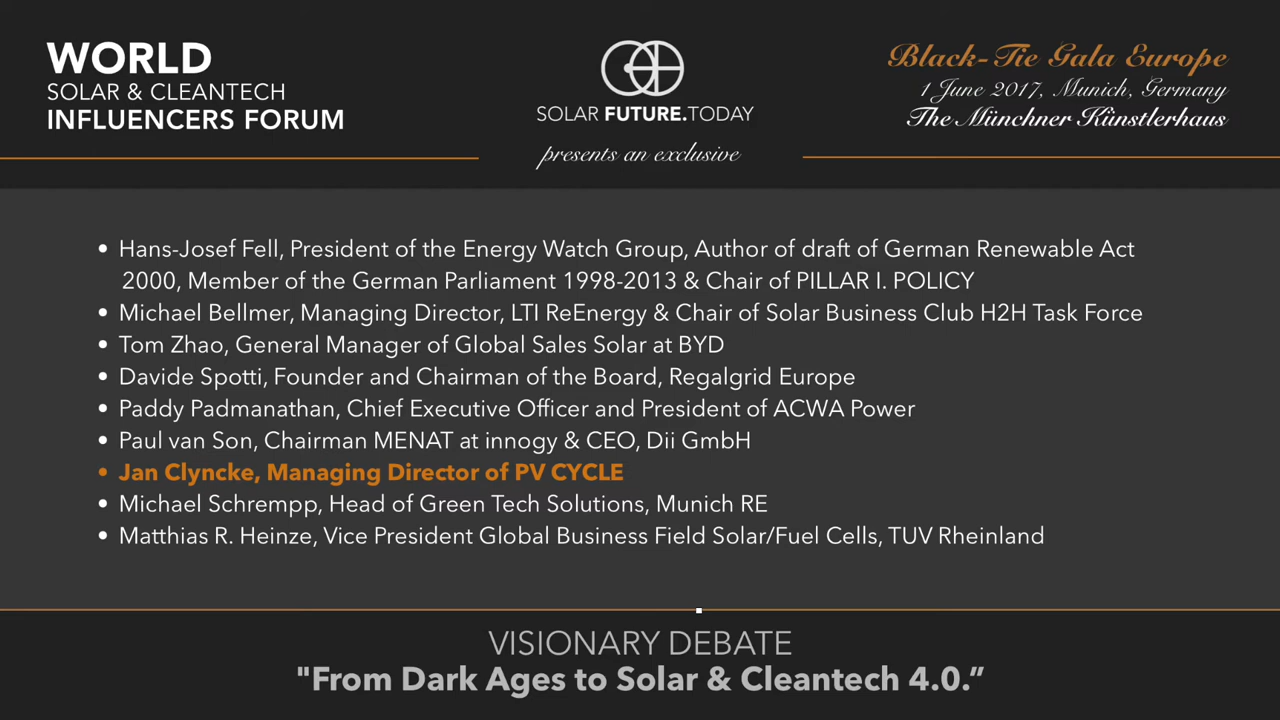 WORLD
SOLAR & CLEANTECH
INFLUENCERS FORUM
SOLAR FUTURE.TODAY
presents an exclusive
Black-Tie Gala Europe
1 June 2017, Munich, Germany
The Münchner Künstlerhaus
• Hans-Josef Fell, President of the Energy Watch Group, Author of draft of German Renewable Act
2000, Member of the German Parliament 1998-2013 & Chair of PILLAR I. POLICY
• Michael Bellmer, Managing Director, LTI ReEnergy & Chair of Solar Business Club H2H Task Force
• Tom Zhao, General Manager of Global Sales Solar at BYD
• Davide Spotti, Founder and Chairman of the Board, Regalgrid Europe
• Paddy Padmanathan, Chief Executive Officer and President of ACWA Power
• Paul van Son, Chairman MENAT at innogy & CEO, Dii GmbH
• Jan Clyncke, Managing Director of PV CYCLE
• Michael Schrempp, Head of Green Tech Solutions, Munich RE
• Matthias R. Heinze, Vice President Global Business Field Solar/Fuel Cells, TUV Rheinland
VISIONARY DEBATE
"From Dark Ages to Solar & Cleantech 4.0.”